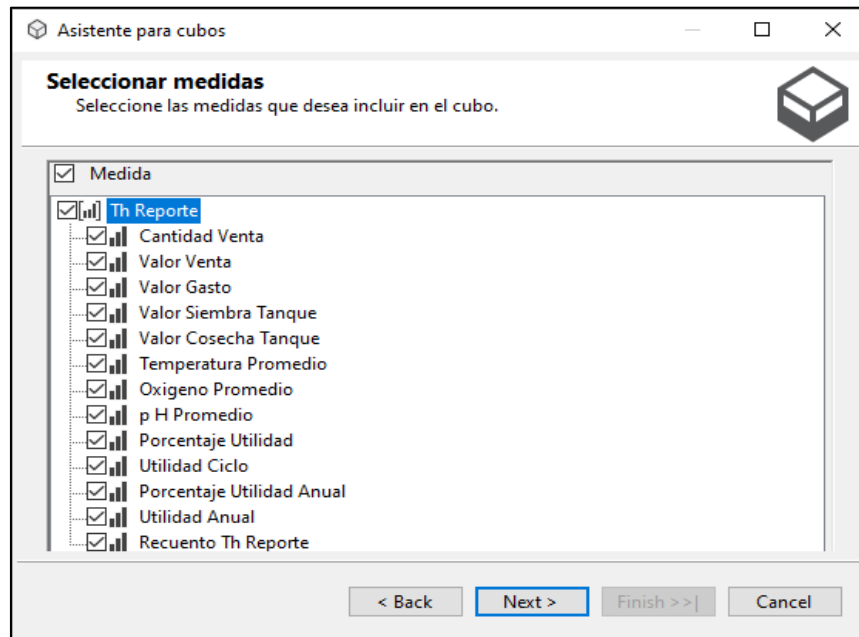 Asistente para cubos
Seleccionar medidas
Seleccione las medidas que desea incluir en el cubo.
Medida
Th Reporte
Cantidad Venta
Valor Venta
Valor Gasto
Valor Siembra Tanque
Valor Cosecha Tanque
Temperatura Promedio
Oxigeno Promedio
p H Promedio
Porcentaje Utilidad
Utilidad Ciclo
Porcentaje Utilidad Anual
Utilidad Anual
Recuento Th Reporte
< Back Next > Finish >>| Cancel